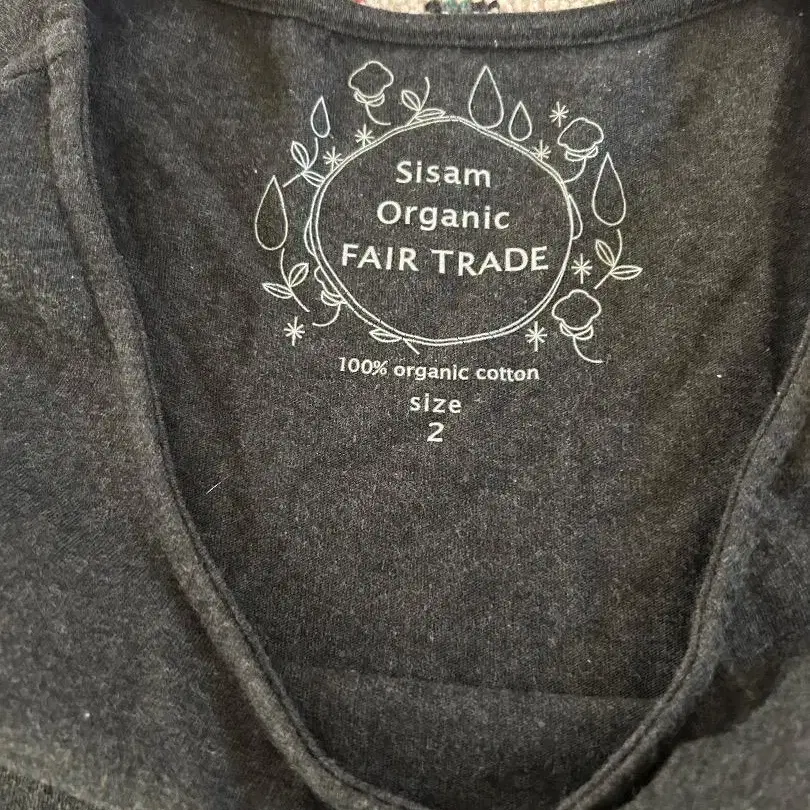 Sisam
Organic
FAIR TRADE
100% organic cotton
size
2